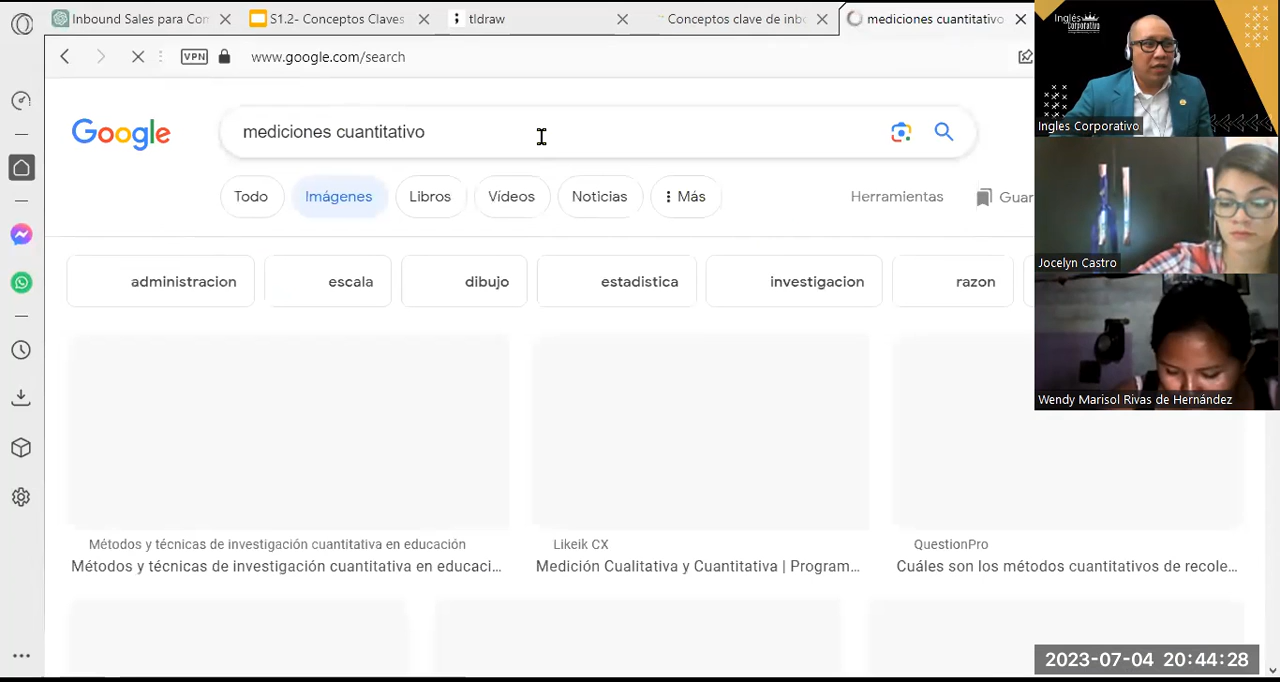 Inbound Sales para Com
S1.2- Conceptos Claves
tldraw
Conceptos clave de inb
mediciones cuantitativo
VPN
www.google.com/search
Google
mediciones cuantitativo
Todo
Imágenes
Libros
Vídeos
Noticias
Más
Herramientas
Guar
administracion
escala
dibujo
estadistica
investigacion
razon
Métodos y técnicas de investigación cuantitativa en educación
Métodos y técnicas de investigación cuantitativa en educaci...
Likeik CX
Medición Cualitativa y Cuantitativa | Program...
QuestionPro
Cuáles son los métodos cuantitativos de recole...
Inglés
Corporativo
Ingles Corporativo
Jocelyn Castro
Wendy Marisol Rivas de Hernández
2023-07-04 20:44:28